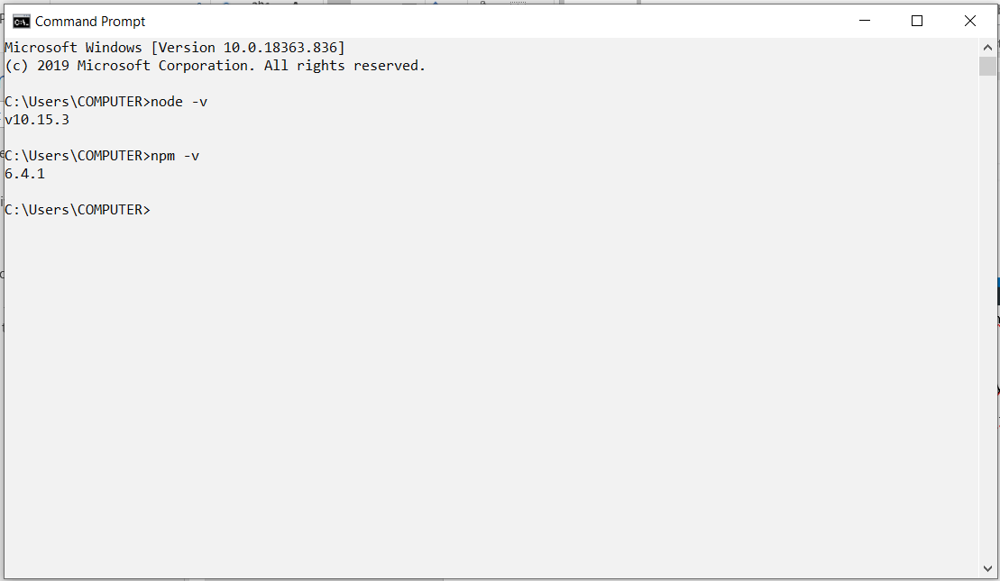 Command Prompt
Microsoft Windows [Version 10.0.18363.836]
(c) 2019 Microsoft Corporation. All rights reserved.
C:\Users\COMPUTER>node -v
v10.15.3
C:\Users\COMPUTER>npm -v
6.4.1
C:\Users\COMPUTER>